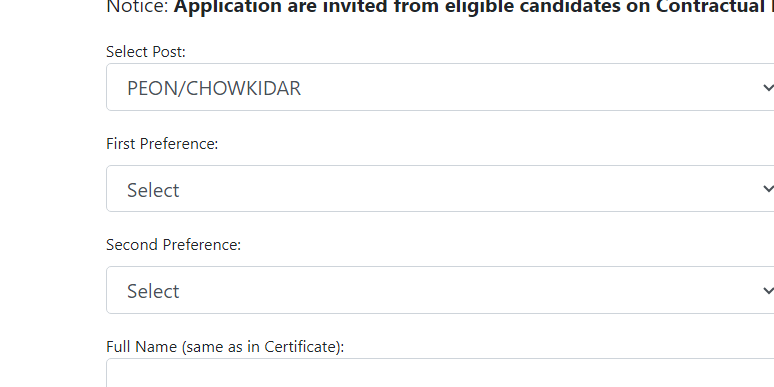 Notice: Application are invited from eligible candidates on Contractual
Select Post:
PEON/CHOWKIDAR
First Preference:
Select
Second Preference:
Select
Full Name (same as in Certificate):